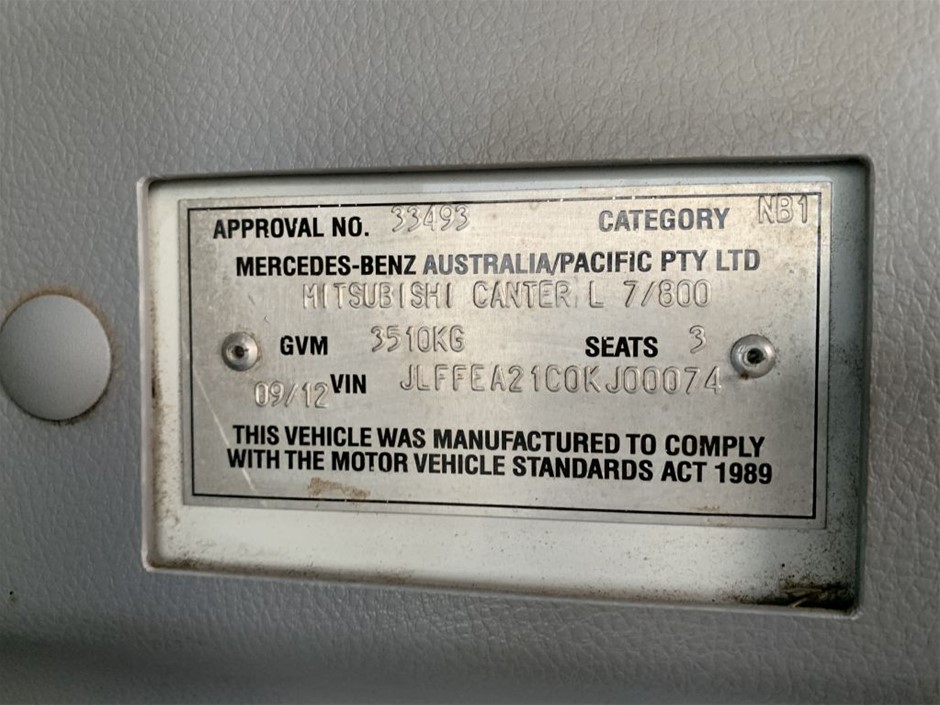 APPROVAL NO. 33493 CATEGORY NB1
MERCEDES-BENZ AUSTRALIA/PACIFIC PTY LTD
MITSUBISHI CANTER L 7/800
GVM 3510KG SEATS 3
09/12 VIN JLFFEA21C0KJ00074
THIS VEHICLE WAS MANUFACTURED TO COMPLY
WITH THE MOTOR VEHICLE STANDARDS ACT 1989